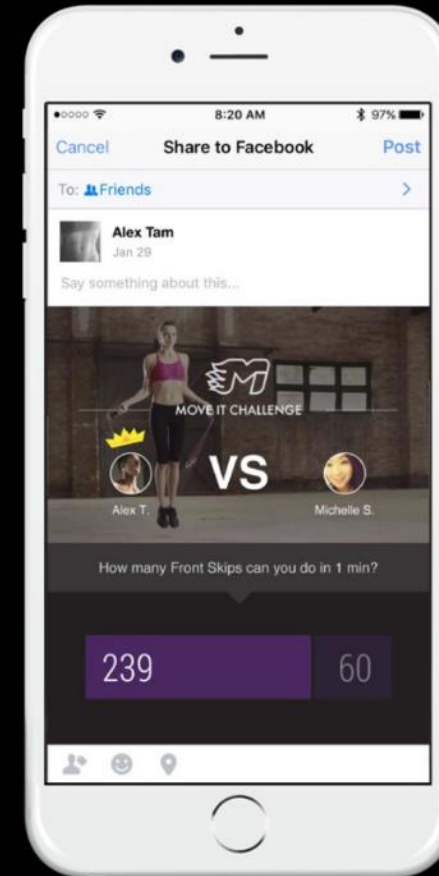 8:20 AM
97%
Cancel
Share to Facebook
Post
To: Friends
Alex Tam
Jan 29
Say something about this...
MOVE IT CHALLENGE
VS
Alex T.
Michelle S.
How many Front Skips can you do in 1 min?
239
60